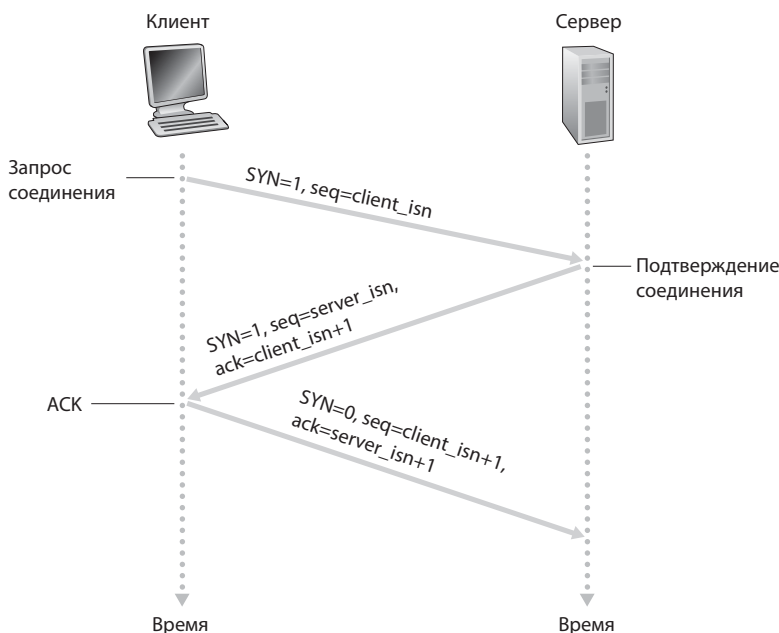 Клиент
Сервер
Запрос
соединения
SYN=1, seq=client_isn
Подтверждение
соединения
SYN=1, seq=server_isn,
ack=client_isn+1
ACK
SYN=0, seq=client_isn+1,
ack=server_isn+1
Время
Время